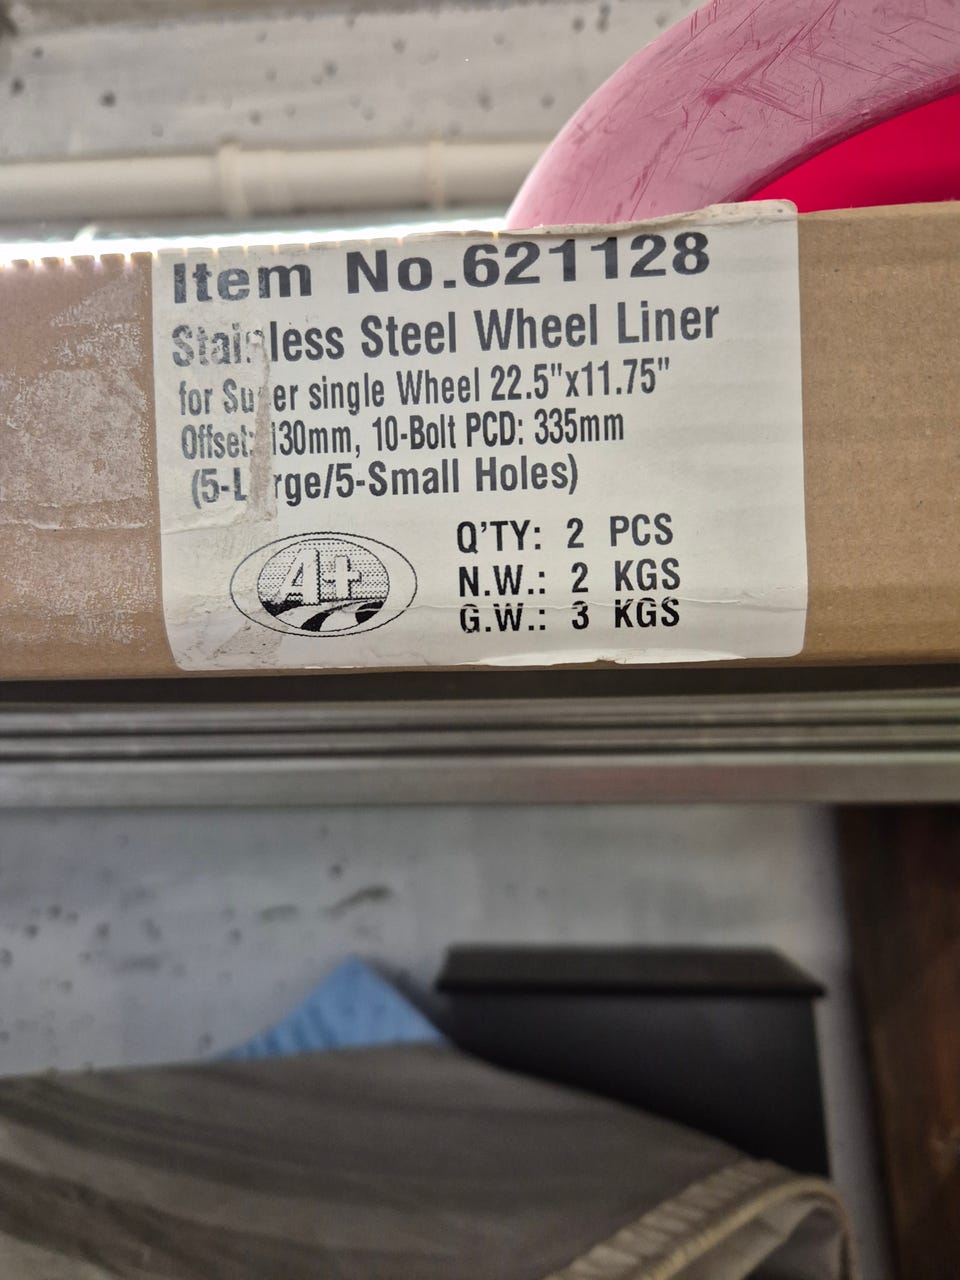 Item No.621128
Stainless Steel Wheel Liner
for Super single Wheel 22.5"x11.75"
Offset: 130mm, 10-Bolt PCD: 335mm
(5-Large/5-Small Holes)
A+
Q'TY: 2 PCS
N.W.: 2 KGS
G.W.: 3 KGS